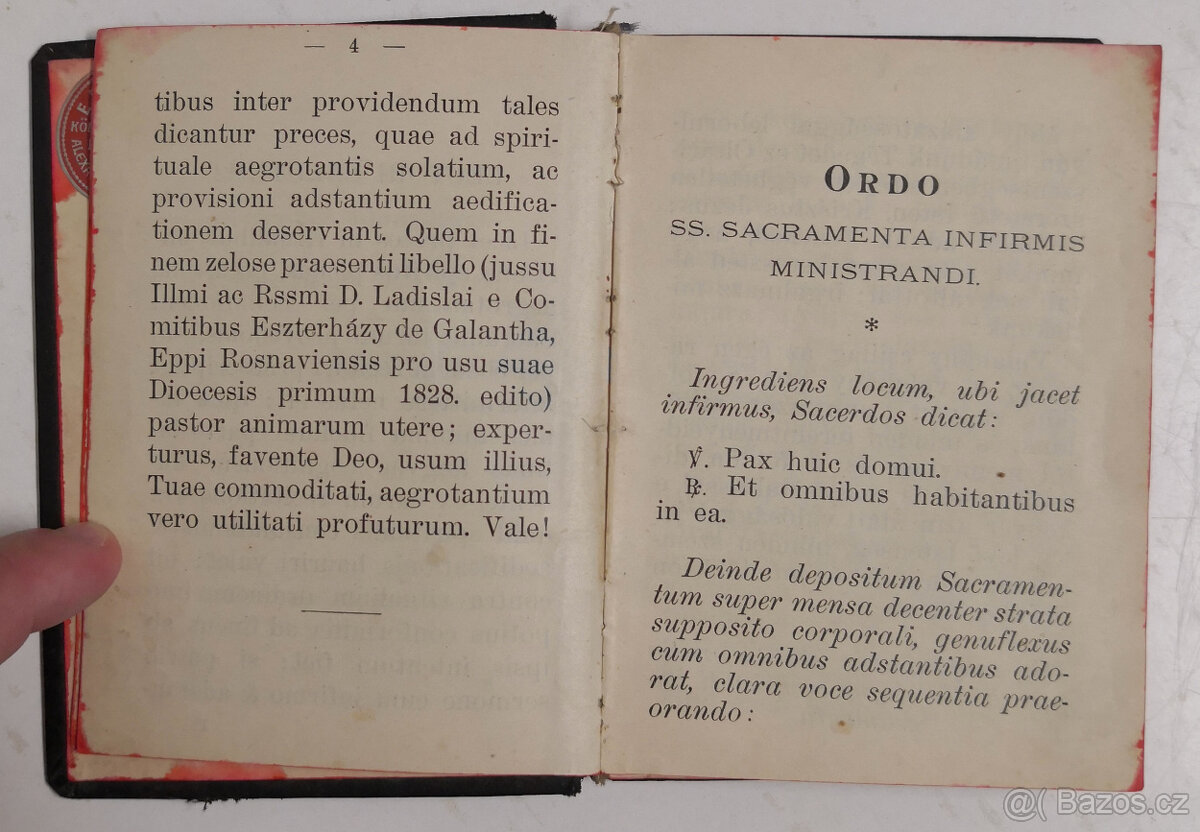 — 4 —
tibus inter providendum tales
dicantur preces, quae ad spiri-
tuale aegrotantis solatium, ac
provisioni adstantium aedifica-
tionem deserviant. Quem in fi-
nem zelose praesenti libello (jussu
Illmi ac Rssmi D. Ladislai e Co-
mitibus Eszterházy de Galantha,
Eppi Rosnaviensis pro usu suae
Dioecesis primum 1828. edito)
pastor animarum utere; exper-
turus, favente Deo, usum illius,
Tuae commoditati, aegrotantium
vero utilitati profuturum. Vale!
ORDO
SS. SACRAMENTA INFIRMIS
MINISTRANDI.
*
Ingrediens locum, ubi jacet
infirmus, Sacerdos dicat:
℣. Pax huic domui.
℟. Et omnibus habitantibus
in ea.
Deinde depositum Sacramen-
tum super mensa decenter strata
supposito corporali, genuflexus
cum omnibus adstantibus ado-
rat, clara voce sequentia prae-
orando:
@( Bazos.cz